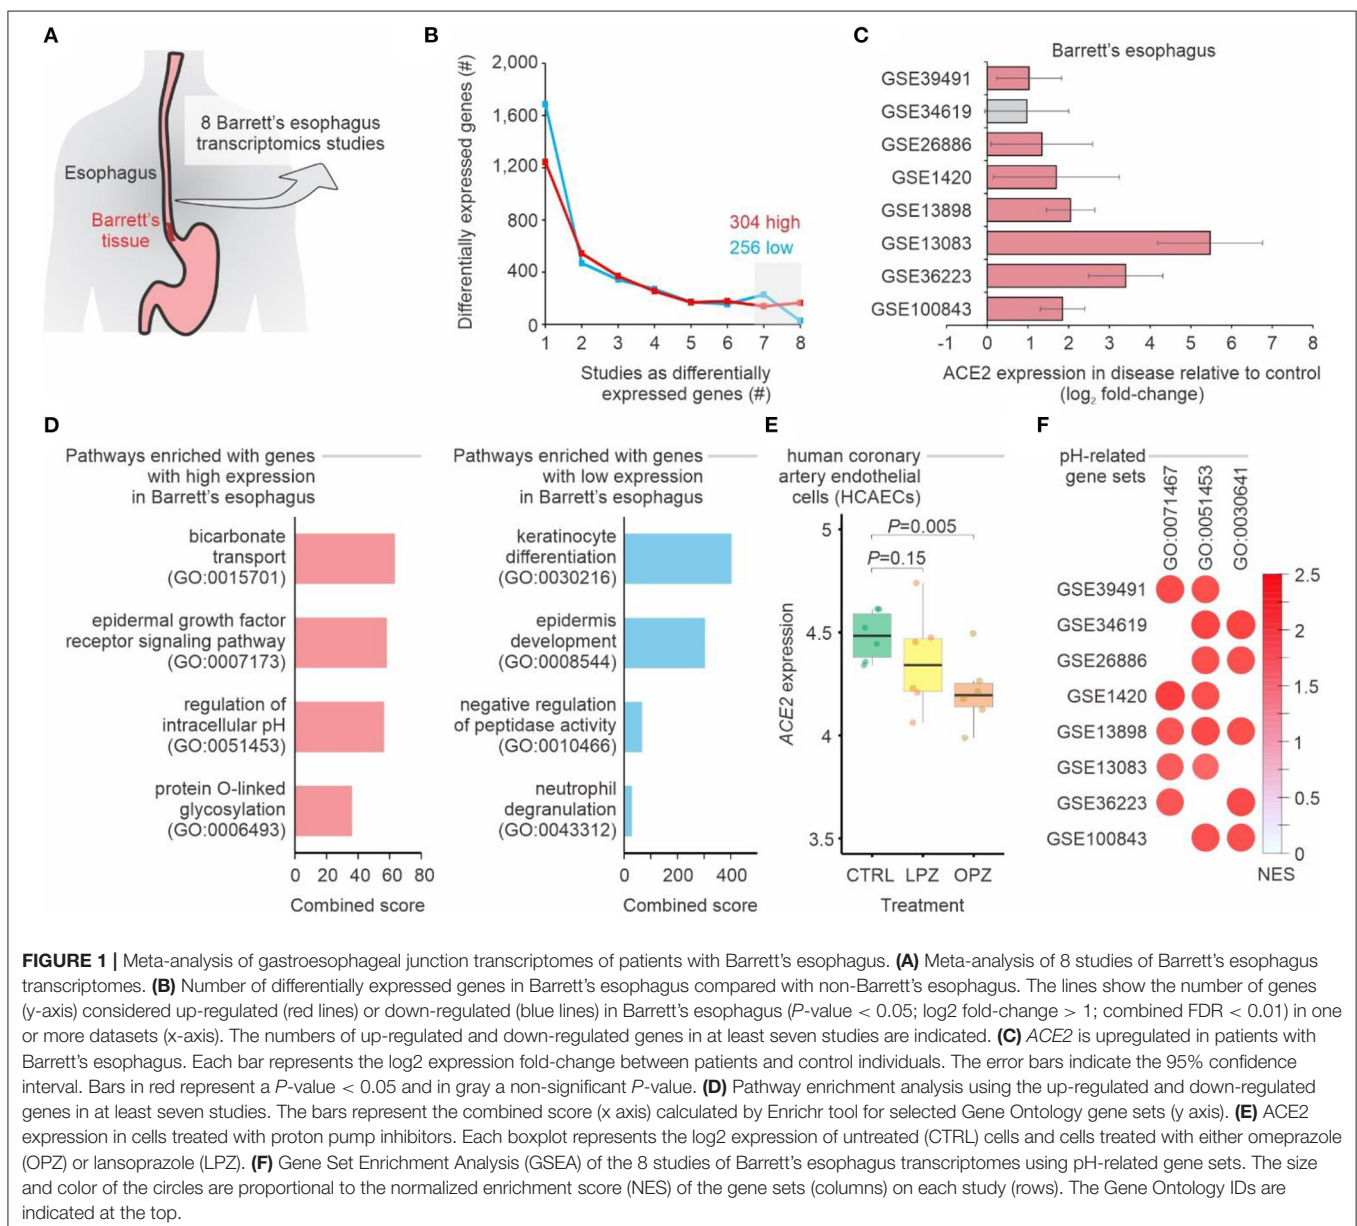 A
8 Barrett's esophagus
transcriptomics studies
Esophagus
Barrett's
tissue
B
Differentially expressed genes (#)
2,000
1,600
1,200
800
400
0
304 high
256 low
1 2 3 4 5 6 7 8
Studies as differentially
expressed genes (#)
C
Barrett's esophagus
GSE39491
GSE34619
GSE26886
GSE1420
GSE13898
GSE13083
GSE36223
GSE100843
-1 0 1 2 3 4 5 6 7 8
ACE2 expression in disease relative to control
(log2 fold-change)
D
Pathways enriched with genes
with high expression
in Barrett's esophagus
bicarbonate
transport
(GO:0015701)
epidermal growth factor
receptor signaling pathway
(GO:0007173)
regulation of
intracellular pH
(GO:0051453)
protein O-linked
glycosylation
(GO:0006493)
0 20 40 60 80
Combined score
Pathways enriched with genes
with low expression
in Barrett's esophagus
keratinocyte
differentiation
(GO:0030216)
epidermis
development
(GO:0008544)
negative regulation
of peptidase activity
(GO:0010466)
neutrophil
degranulation
(GO:0043312)
0 200 400
Combined score
E
human coronary
artery endothelial
cells (HCAECs)
ACE2 expression
5
4.5
4
3.5
P=0.005
P=0.15
CTRL LPZ OPZ
Treatment
F
pH-related
gene sets
GO:0071467
GO:0051453
GO:0030641
GSE39491
GSE34619
GSE26886
GSE1420
GSE13898
GSE13083
GSE36223
GSE100843
2.5
2
1.5
1
0.5
0
NES
FIGURE 1 | Meta-analysis of gastroesophageal junction transcriptomes of patients with Barrett's esophagus. (A) Meta-analysis of 8 studies of Barrett's esophagus
transcriptomes. (B) Number of differentially expressed genes in Barrett's esophagus compared with non-Barrett's esophagus. The lines show the number of genes
(y-axis) considered up-regulated (red lines) or down-regulated (blue lines) in Barrett's esophagus (P-value < 0.05; log2 fold-change > 1; combined FDR < 0.01) in one
or more datasets (x-axis). The numbers of up-regulated and down-regulated genes in at least seven studies are indicated. (C) ACE2 is upregulated in patients with
Barrett's esophagus. Each bar represents the log2 expression fold-change between patients and control individuals. The error bars indicate the 95% confidence
interval. Bars in red represent a P-value < 0.05 and in gray a non-significant P-value. (D) Pathway enrichment analysis using the up-regulated and down-regulated
genes in at least seven studies. The bars represent the combined score (x axis) calculated by Enrichr tool for selected Gene Ontology gene sets (y axis). (E) ACE2
expression in cells treated with proton pump inhibitors. Each boxplot represents the log2 expression of untreated (CTRL) cells and cells treated with either omeprazole
(OPZ) or lansoprazole (LPZ). (F) Gene Set Enrichment Analysis (GSEA) of the 8 studies of Barrett's esophagus transcriptomes using pH-related gene sets. The size
and color of the circles are proportional to the normalized enrichment score (NES) of the gene sets (columns) on each study (rows). The Gene Ontology IDs are
indicated at the top.